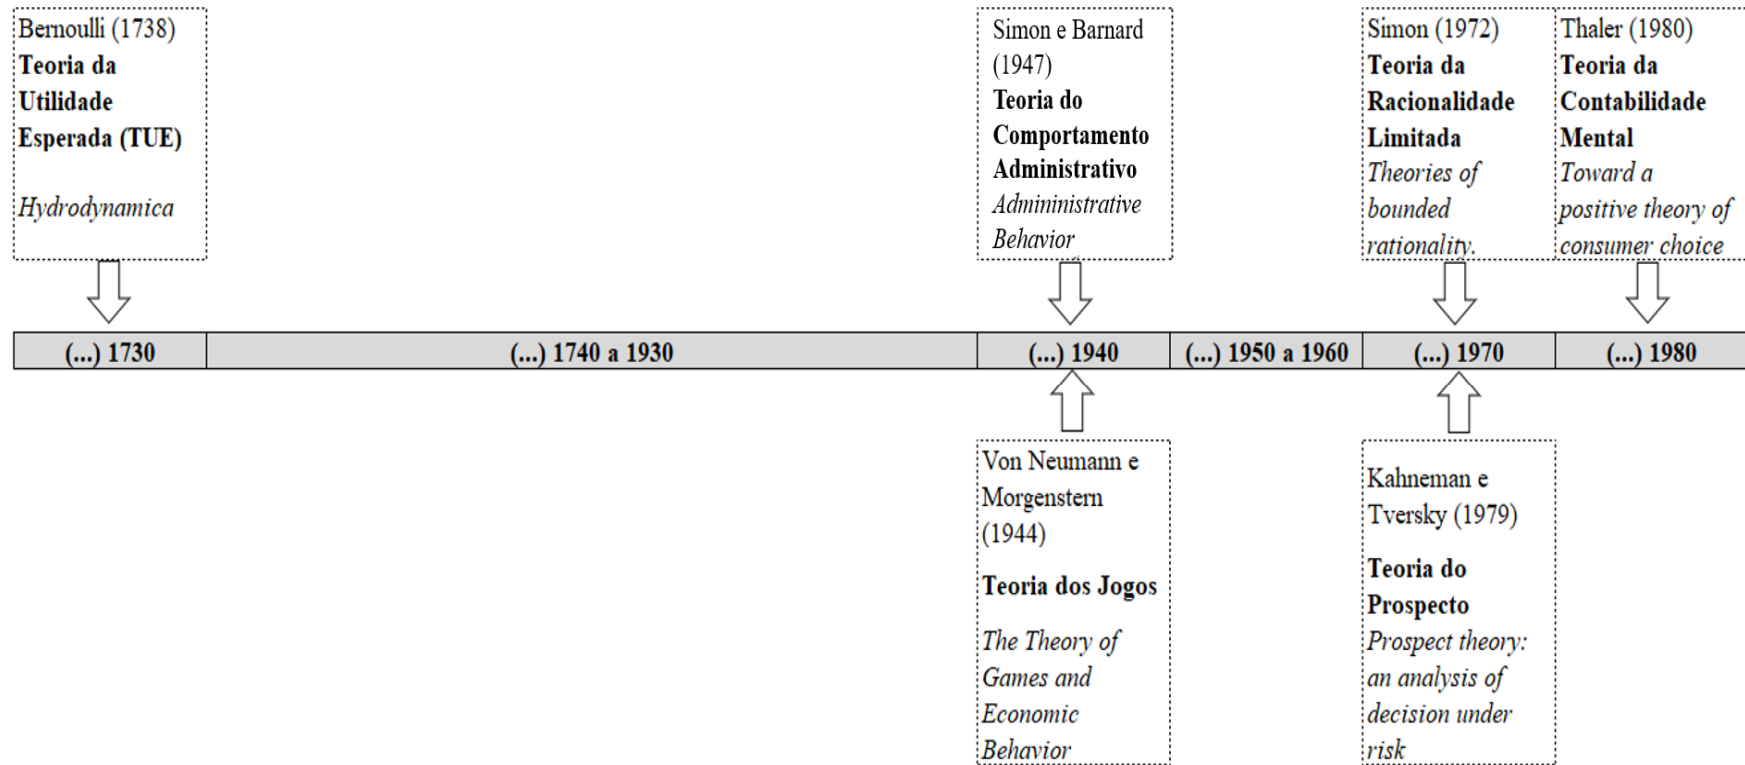 Bernoulli (1738)
Teoria da
Utilidade
Esperada (TUE)
Hydrodynamica
Simon e Barnard
(1947)
Teoria do
Comportamento
Administrativo
Admininistrative
Behavior
Simon (1972)
Teoria da
Racionalidade
Limitada
Theories of
bounded
rationality.
Thaler (1980)
Teoria da
Contabilidade
Mental
Toward a
positive theory of
consumer choice
(...) 1730
(...) 1740 a 1930
(...) 1940
(...) 1950 a 1960
(...) 1970
(...) 1980
Von Neumann e
Morgenstern
(1944)
Teoria dos Jogos
The Theory of
Games and
Economic
Behavior
Kahneman e
Tversky (1979)
Teoria do
Prospecto
Prospect theory:
an analysis of
decision under
risk